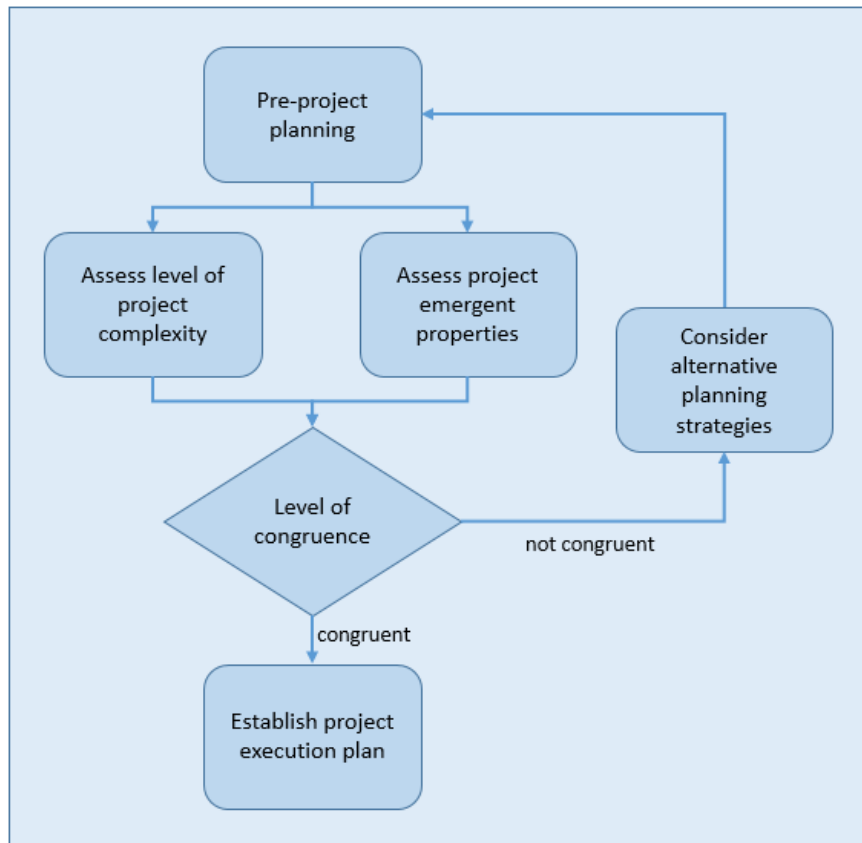 Pre-project
planning
Assess level of
project
complexity
Assess project
emergent
properties
Consider
alternative
planning
strategies
Level of
congruence
not congruent
congruent
Establish project
execution plan